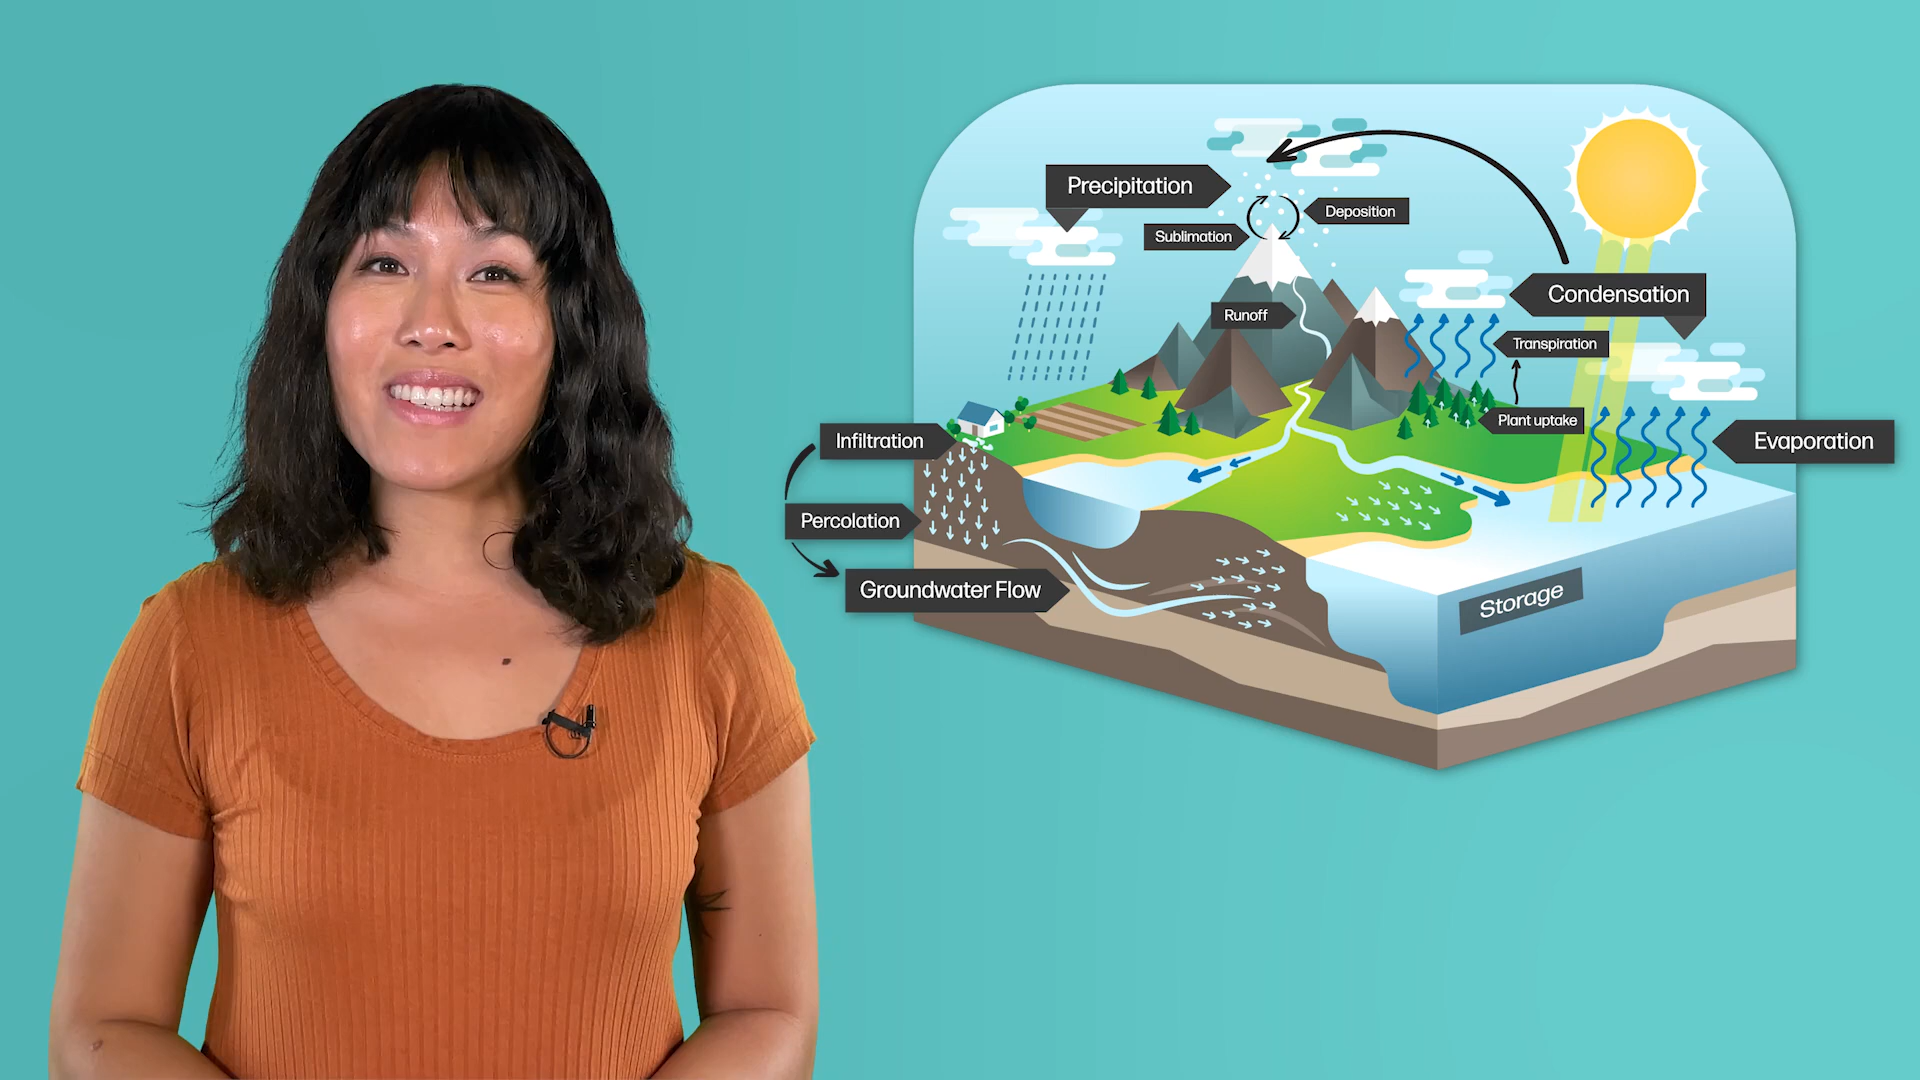 Precipitation
Deposition
Sublimation
Condensation
Runoff
Transpiration
Plant uptake
Infiltration
Evaporation
Percolation
Groundwater Flow
Storage